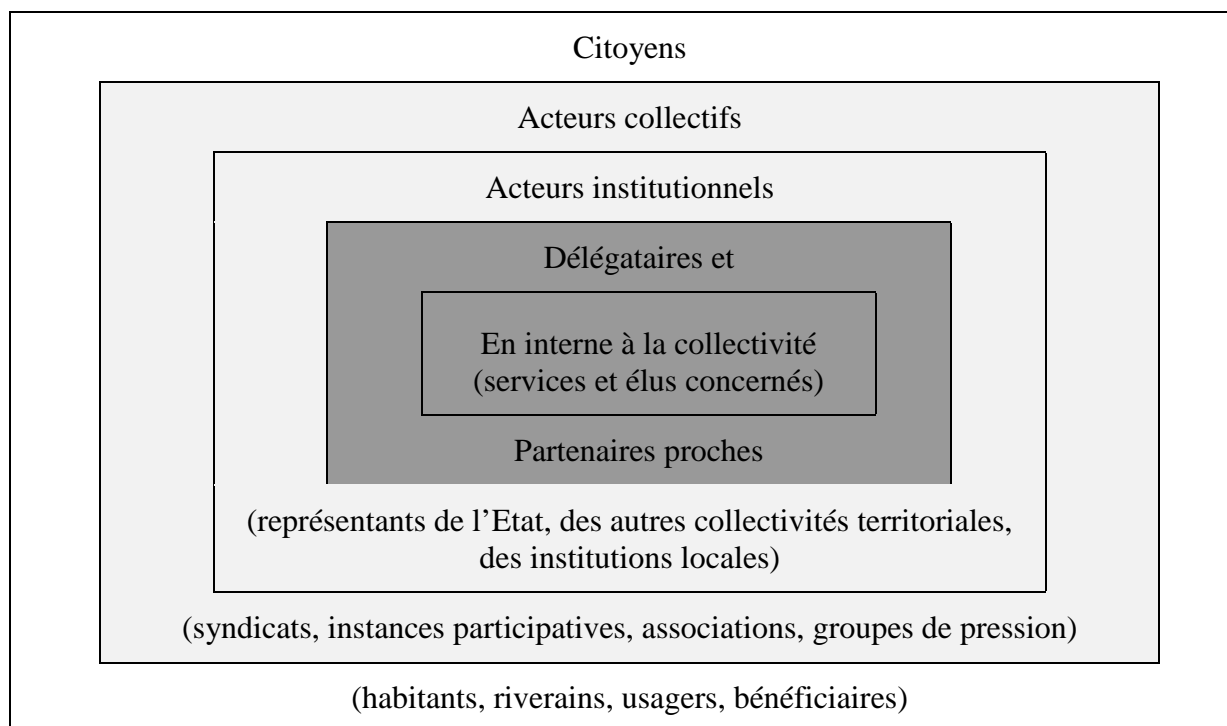 Citoyens
Acteurs collectifs
Acteurs institutionnels
Délégataires et
En interne à la collectivité
(services et élus concernés)
Partenaires proches
(représentants de l’Etat, des autres collectivités territoriales,
des institutions locales)
(syndicats, instances participatives, associations, groupes de pression)
(habitants, riverains, usagers, bénéficiaires)